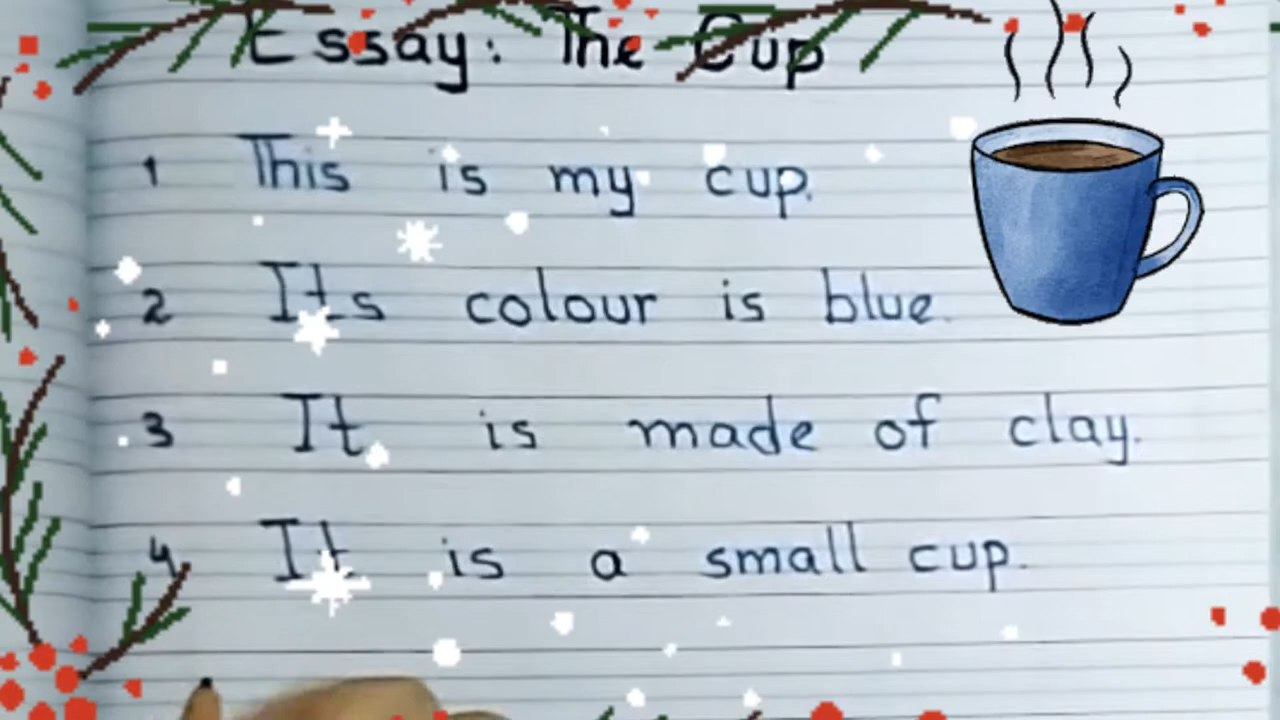 Essay: The Cup
1 This is my cup.
2 Its colour is blue.
3 It is made of clay.
4 It is a small cup.